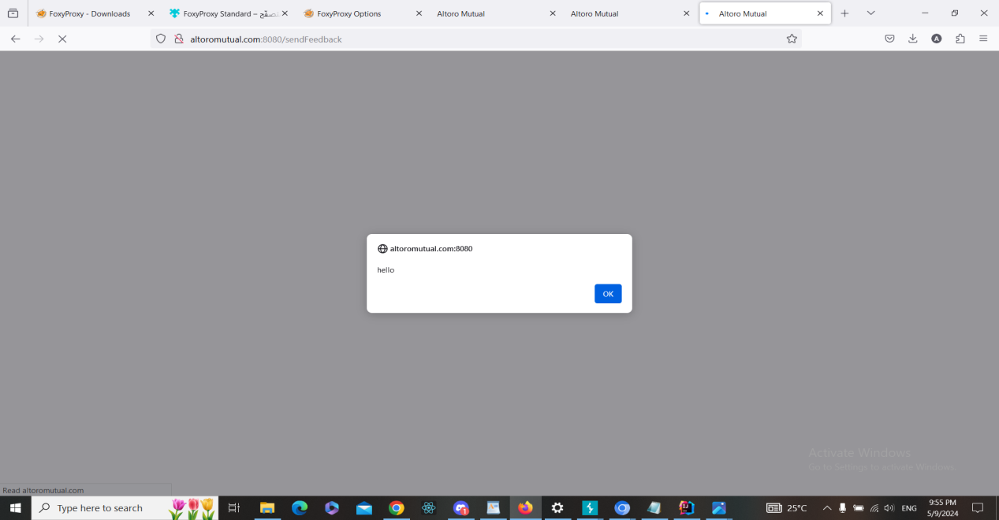 FoxyProxy - Downloads
FoxyProxy Standard –
FoxyProxy Options
Altoro Mutual
Altoro Mutual
Altoro Mutual
altoromutual.com:8080/sendFeedback
A
altoromutual.com:8080
hello
OK
Activate Windows
Go to Settings to activate Windows.
Read altoromutual.com
Type here to search
1
25°C
ENG
9:55 PM
5/9/2024